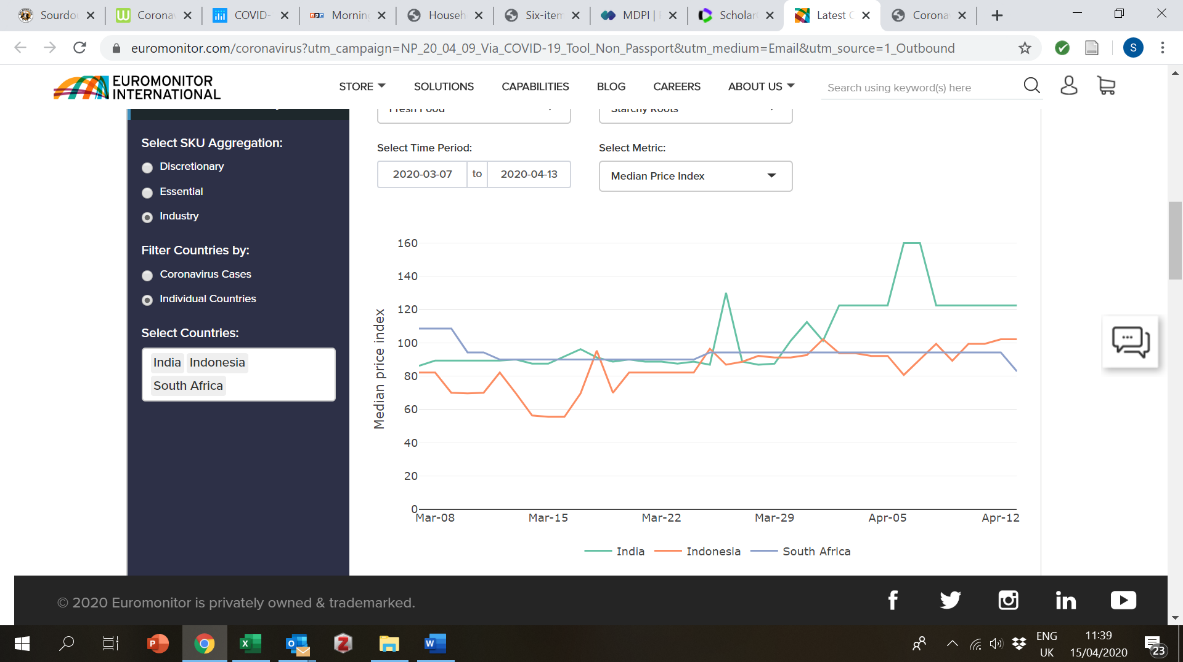 Sourdo
Corona
COVID-
Mornin
Househ
Six-item
MDPI |
Scholar
Latest C
Corona
euromonitor.com/coronavirus?utm_campaign=NP_20_04_09_Via_COVID-19_Tool_Non_Passport&utm_medium=Email&utm_source=1_Outbound
S
EUROMONITOR
INTERNATIONAL
STORE
SOLUTIONS
CAPABILITIES
BLOG
CAREERS
ABOUT US
Search using keyword(s) here
Fresh Food
Starchy Roots
Select SKU Aggregation:
Discretionary
Essential
Industry
Filter Countries by:
Coronavirus Cases
Individual Countries
Select Countries:
India Indonesia
South Africa
Select Time Period:
2020-03-07 to 2020-04-13
Select Metric:
Median Price Index
Median price index
160
140
120
100
80
60
40
20
0
Mar-08 Mar-15 Mar-22 Mar-29 Apr-05 Apr-12
India Indonesia South Africa
© 2020 Euromonitor is privately owned & trademarked.
ENG
UK
11:39
15/04/2020
23